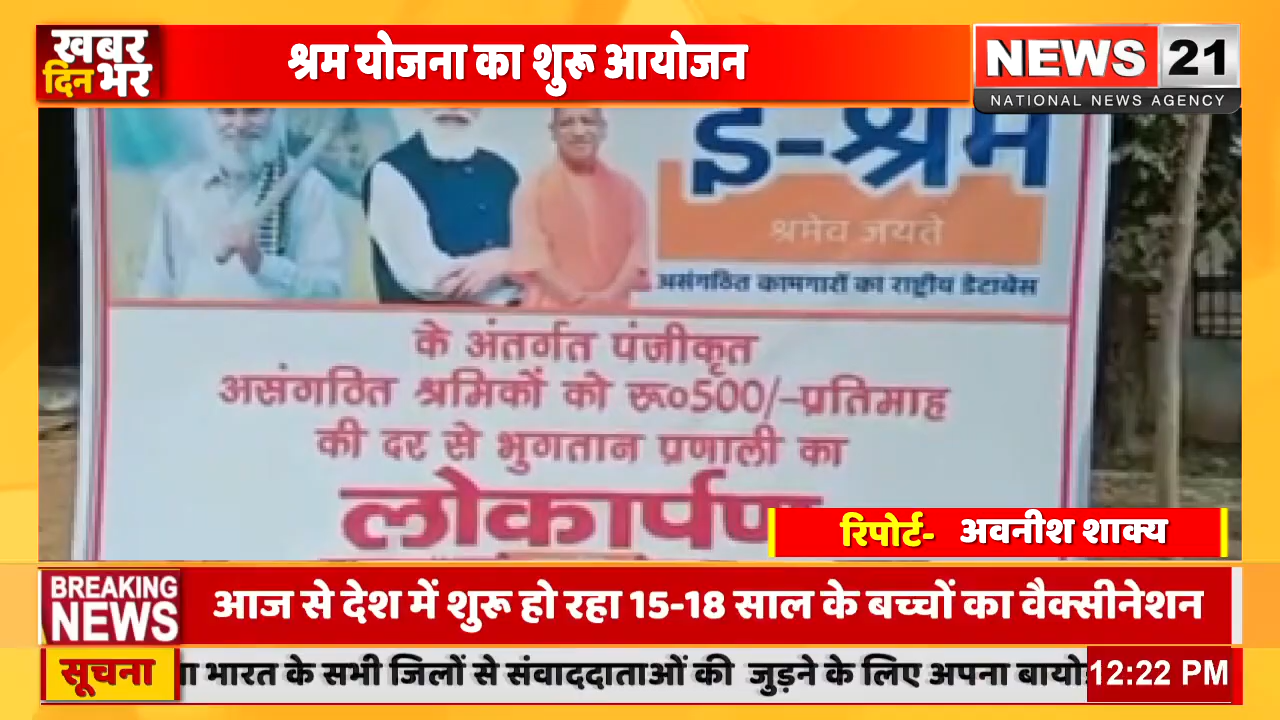 खबर
दिन भर
श्रम योजना का शुरू आयोजन
NEWS 21
NATIONAL NEWS AGENCY
ई-श्रम
श्रमेव जयते
असंगठित कामगारों का राष्ट्रीय डेटाबेस
के अंतर्गत पंजीकृत
असंगठित श्रमिकों को रू०500/-प्रतिमाह
की दर से भुगतान प्रणाली का
लोकार्पण
रिपोर्ट- अवनीश शाक्य
BREAKING
NEWS
आज से देश में शुरू हो रहा 15-18 साल के बच्चों का वैक्सीनेशन
सूचना
भारत के सभी जिलों से संवाददाताओं की जुड़ने के लिए अपना
12:22 PM